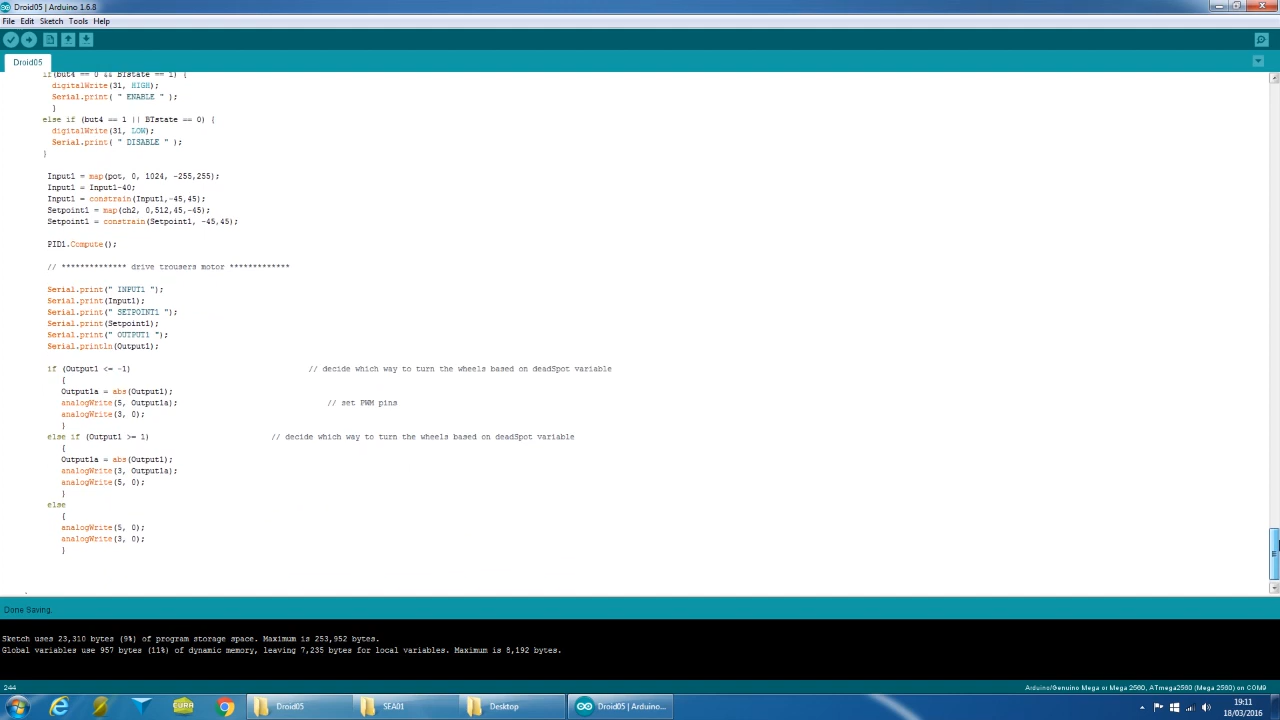 Droid05 | Arduino 1.6.8
File Edit Sketch Tools Help
Droid05
if(but4 == 0 && BTstate == 1) {
digitalWrite(31, HIGH);
Serial.print( " ENABLE " );
}
else if (but4 == 1 || BTstate == 0) {
digitalWrite(31, LOW);
Serial.print( " DISABLE " );
}
Input1 = map(pot, 0, 1024, -255,255);
Input1 = Input1-40;
Input1 = constrain(Input1,-45,45);
Setpoint1 = map(ch2, 0,512,45,-45);
Setpoint1 = constrain(Setpoint1, -45,45);
PID1.Compute();
// ************** drive trousers motor *************
Serial.print(" INPUT1 ");
Serial.print(Input1);
Serial.print(" SETPOINT1 ");
Serial.print(Setpoint1);
Serial.print(" OUTPUT1 ");
Serial.println(Output1);
if (Output1 <= -1) // decide which way to turn the wheels based on deadSpot variable
{
Output1a = abs(Output1);
analogWrite(5, Output1a); // set PWM pins
analogWrite(3, 0);
}
else if (Output1 >= 1) // decide which way to turn the wheels based on deadSpot variable
{
Output1a = abs(Output1);
analogWrite(3, Output1a);
analogWrite(5, 0);
}
else
{
analogWrite(5, 0);
analogWrite(3, 0);
}
Done Saving.
Sketch uses 23,310 bytes (9%) of program storage space. Maximum is 253,952 bytes.
Global variables use 957 bytes (11%) of dynamic memory, leaving 7,235 bytes for local variables. Maximum is 8,192 bytes.
244 Arduino/Genuino Mega or Mega 2560, ATmega2560 (Mega 2560) on COM9
CURA Droid05 SEA01 Desktop Droid05 | Arduino... 19:11
18/03/2016